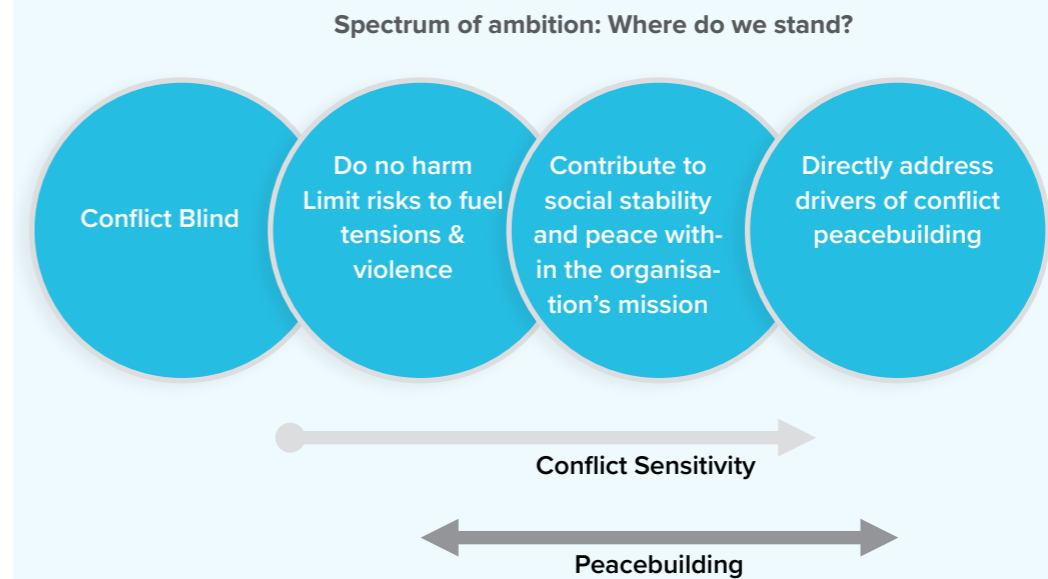 Spectrum of ambition: Where do we stand?
Conflict Blind
Do no harm
Limit risks to fuel
tensions &
violence
Contribute to
social stability
and peace with-
in the organisa-
tion’s mission
Directly address
drivers of conflict
peacebuilding
Conflict Sensitivity
Peacebuilding